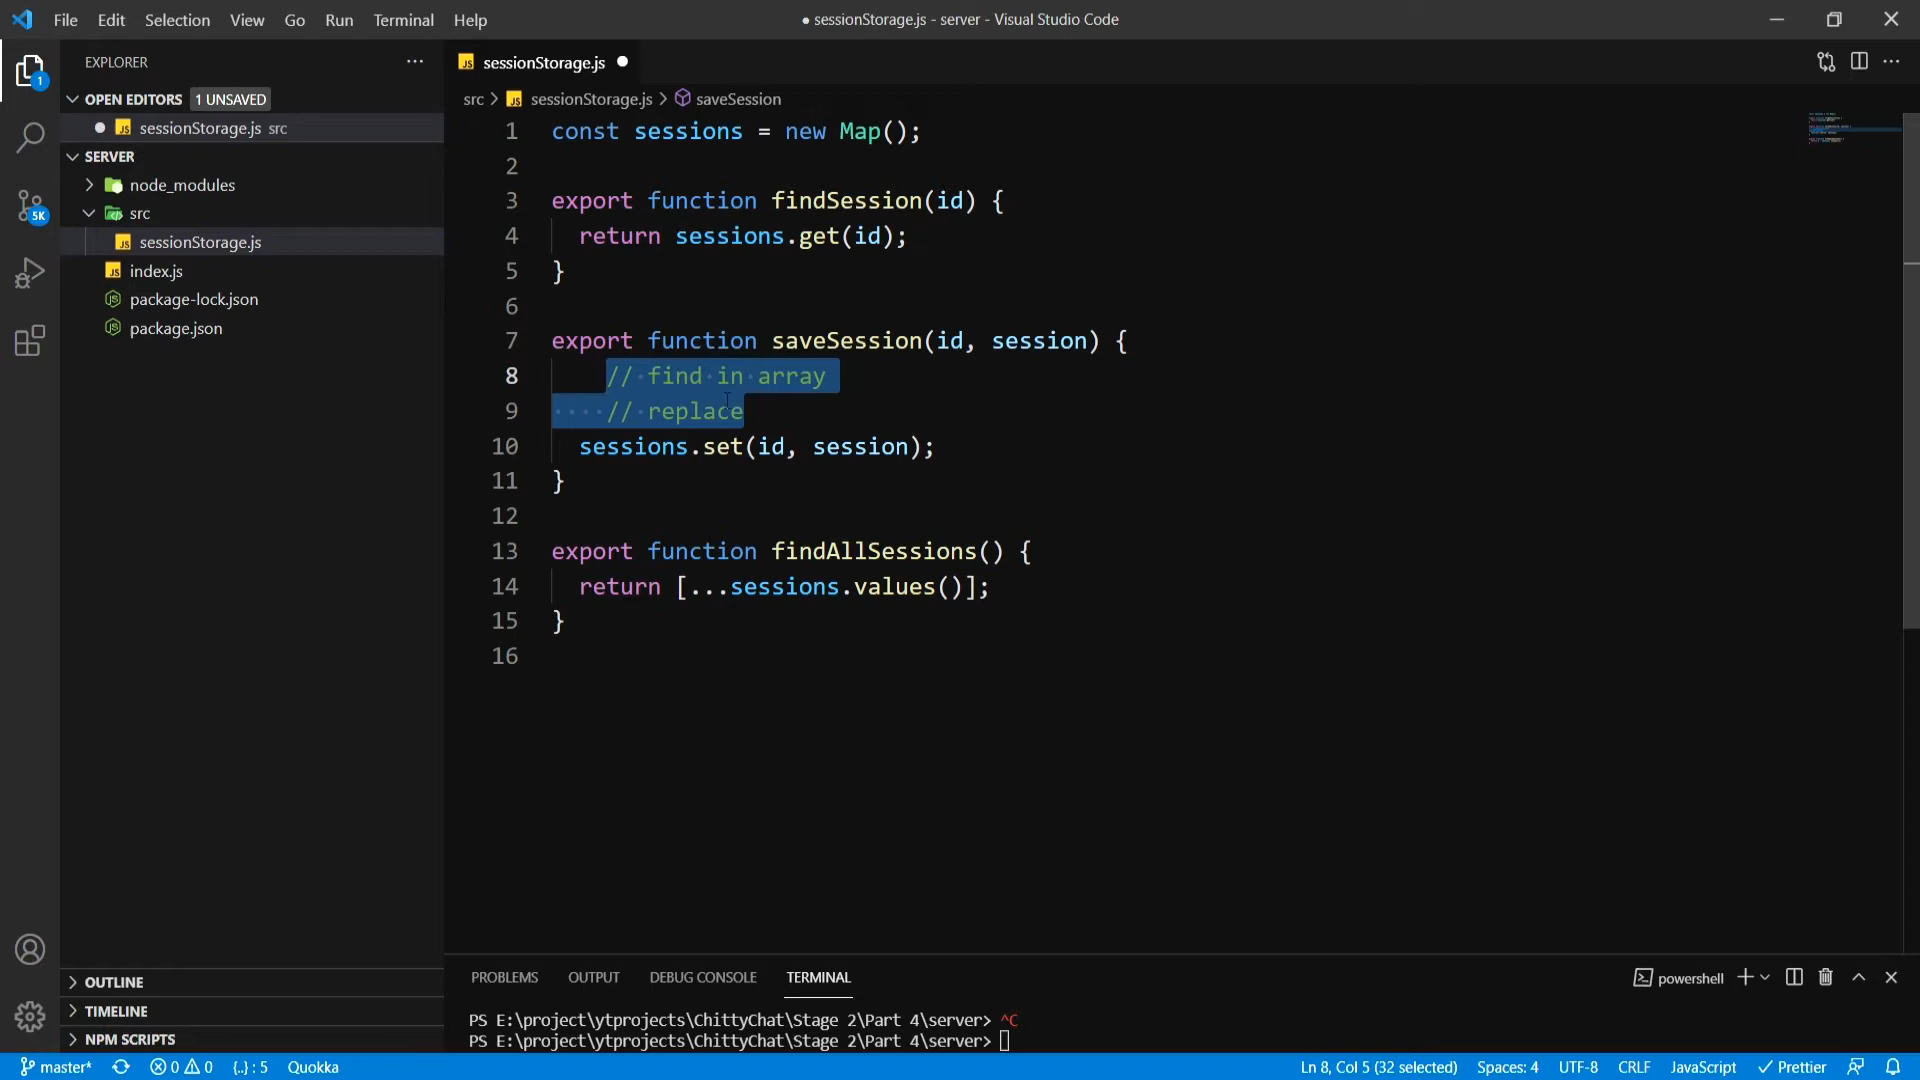 File Edit Selection View Go Run Terminal Help
● sessionStorage.js - server - Visual Studio Code
EXPLORER
OPEN EDITORS 1 UNSAVED
sessionStorage.js src
SERVER
node_modules
src
sessionStorage.js
index.js
package-lock.json
package.json
OUTLINE
TIMELINE
NPM SCRIPTS
1
5K
JS sessionStorage.js
src > JS sessionStorage.js > saveSession
1 const sessions = new Map();
2
3 export function findSession(id) {
4 return sessions.get(id);
5 }
6
7 export function saveSession(id, session) {
8 // find in array
9 // replace
10 sessions.set(id, session);
11 }
12
13 export function findAllSessions() {
14 return [...sessions.values()];
15 }
16
PROBLEMS OUTPUT DEBUG CONSOLE TERMINAL
powershell
PS E:\project\ytprojects\ChittyChat\Stage 2\Part 4\server> ^C
PS E:\project\ytprojects\ChittyChat\Stage 2\Part 4\server>
master* 0 0 {..} : 5 Quokka
Ln 8, Col 5 (32 selected) Spaces: 4 UTF-8 CRLF JavaScript Prettier